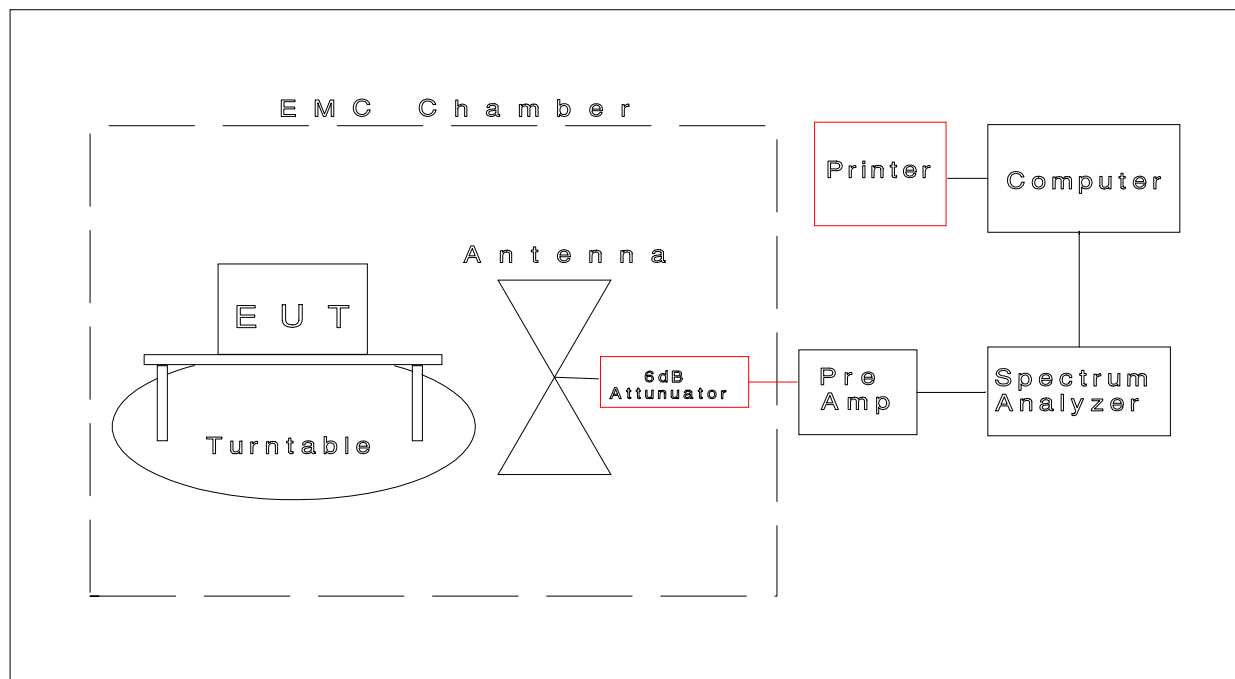 EMC Chamber
Printer
Computer
Antenna
EUT
6dB
Attunuator
Pre
Amp
Spectrum
Analyzer
Turntable